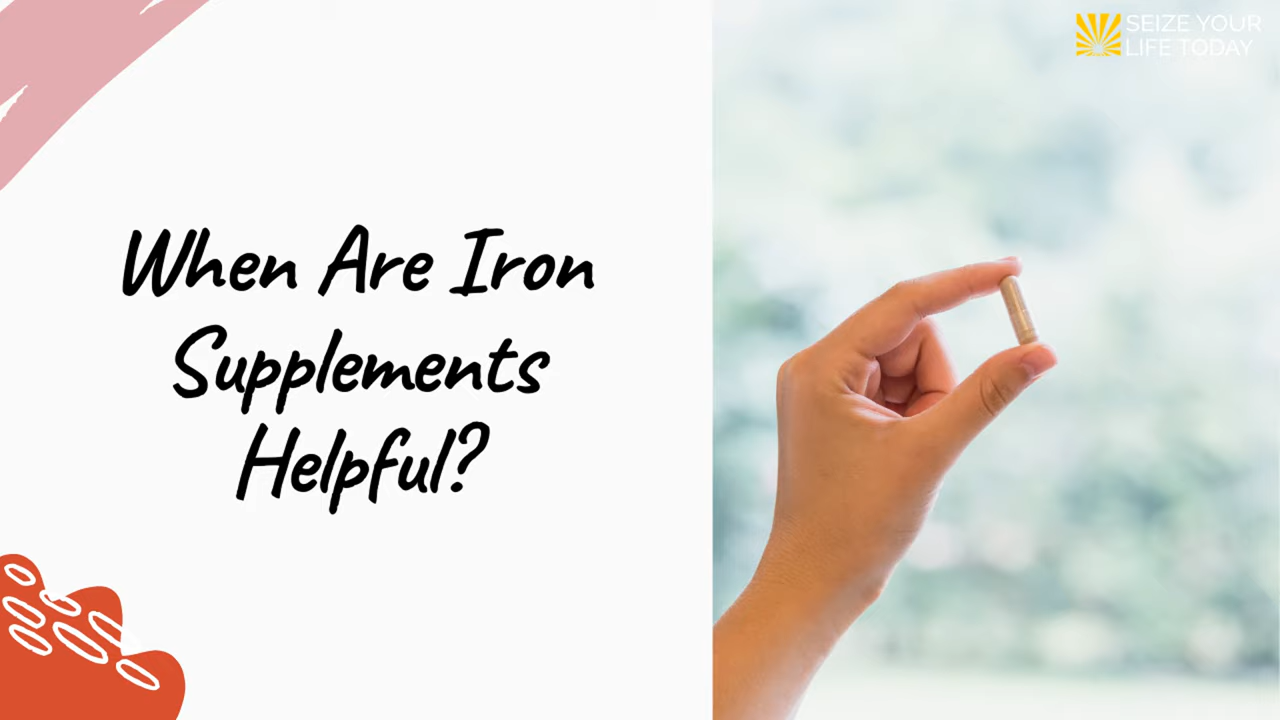 When Are Iron
Supplements
Helpful?
SEIZE YOUR
LIFE TODAY